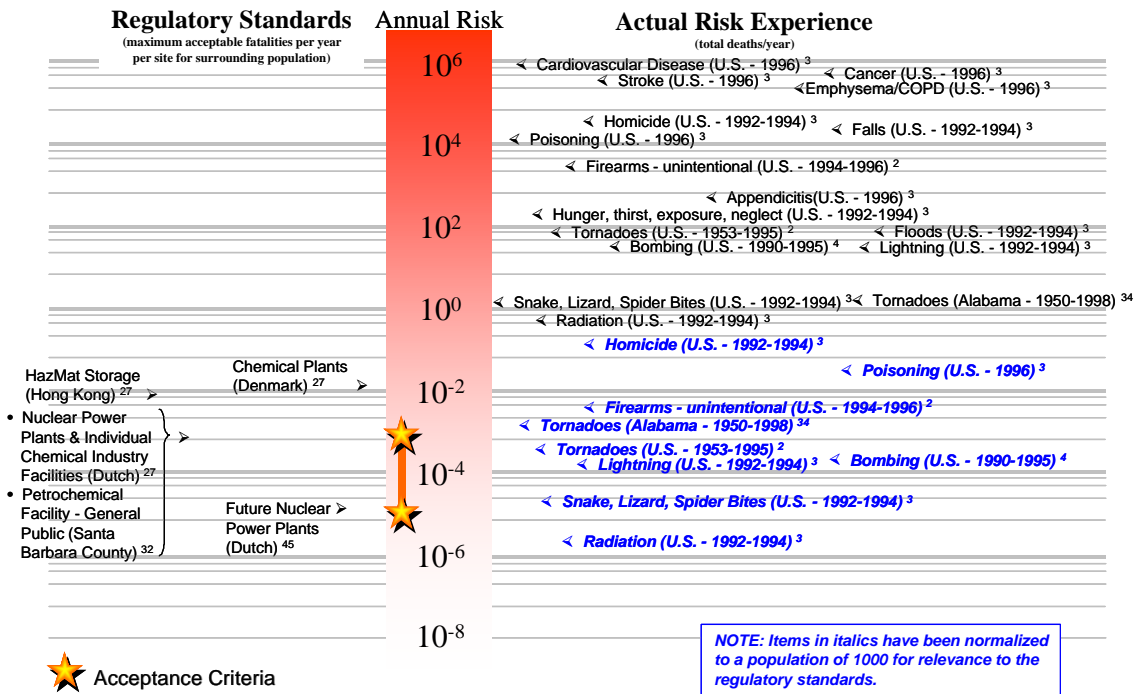 Regulatory Standards
(maximum acceptable fatalities per year
per site for surrounding population)
Annual Risk
Actual Risk Experience
(total deaths/year)
10^6
10^4
10^2
10^0
10^-2
10^-4
10^-6
10^-8
Cardiovascular Disease (U.S. - 1996) 3
Stroke (U.S. - 1996) 3
Cancer (U.S. - 1996) 3
Emphysema/COPD (U.S. - 1996) 3
Homicide (U.S. - 1992-1994) 3
Falls (U.S. - 1992-1994) 3
Poisoning (U.S. - 1996) 3
Firearms - unintentional (U.S. - 1994-1996) 2
Appendicitis(U.S. - 1996) 3
Hunger, thirst, exposure, neglect (U.S. - 1992-1994) 3
Tornadoes (U.S. - 1953-1995) 2
Floods (U.S. - 1992-1994) 3
Bombing (U.S. - 1990-1995) 4
Lightning (U.S. - 1992-1994) 3
Snake, Lizard, Spider Bites (U.S. - 1992-1994) 3
Tornadoes (Alabama - 1950-1998) 34
Radiation (U.S. - 1992-1994) 3
Homicide (U.S. - 1992-1994) 3
Poisoning (U.S. - 1996) 3
Firearms - unintentional (U.S. - 1994-1996) 2
Tornadoes (Alabama - 1950-1998) 34
Tornadoes (U.S. - 1953-1995) 2
Lightning (U.S. - 1992-1994) 3
Bombing (U.S. - 1990-1995) 4
Snake, Lizard, Spider Bites (U.S. - 1992-1994) 3
Radiation (U.S. - 1992-1994) 3
HazMat Storage
(Hong Kong) 27
Chemical Plants
(Denmark) 27
• Nuclear Power
Plants & Individual
Chemical Industry
Facilities (Dutch) 27
• Petrochemical
Facility - General
Public (Santa
Barbara County) 32
Future Nuclear
Power Plants
(Dutch) 45
Acceptance Criteria
NOTE: Items in italics have been normalized
to a population of 1000 for relevance to the
regulatory standards.